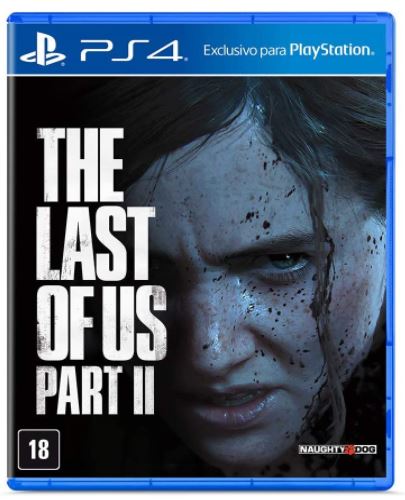 PS4
Exclusivo para PlayStation®
THE
LAST
OF US
PART II
18
NAUGHTY DOG